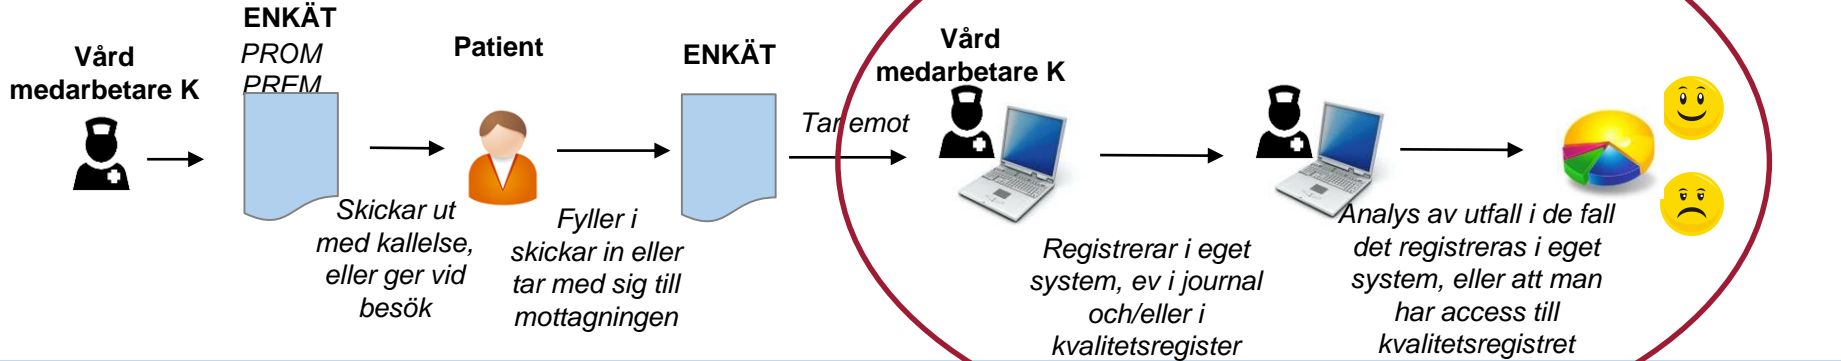 Vård
medarbetare K
ENKÄT
PROM
PREM
Skickar ut
med kallelse,
eller ger vid
besök
Patient
Fyller i
skickar in eller
tar med sig till
mottagningen
ENKÄT
Tar emot
Vård
medarbetare K
Registrerar i eget
system, ev i journal
och/eller i
kvalitetsregister
Analys av utfall i de fall
det registreras i eget
system, eller att man
har access till
kvalitetsregistret